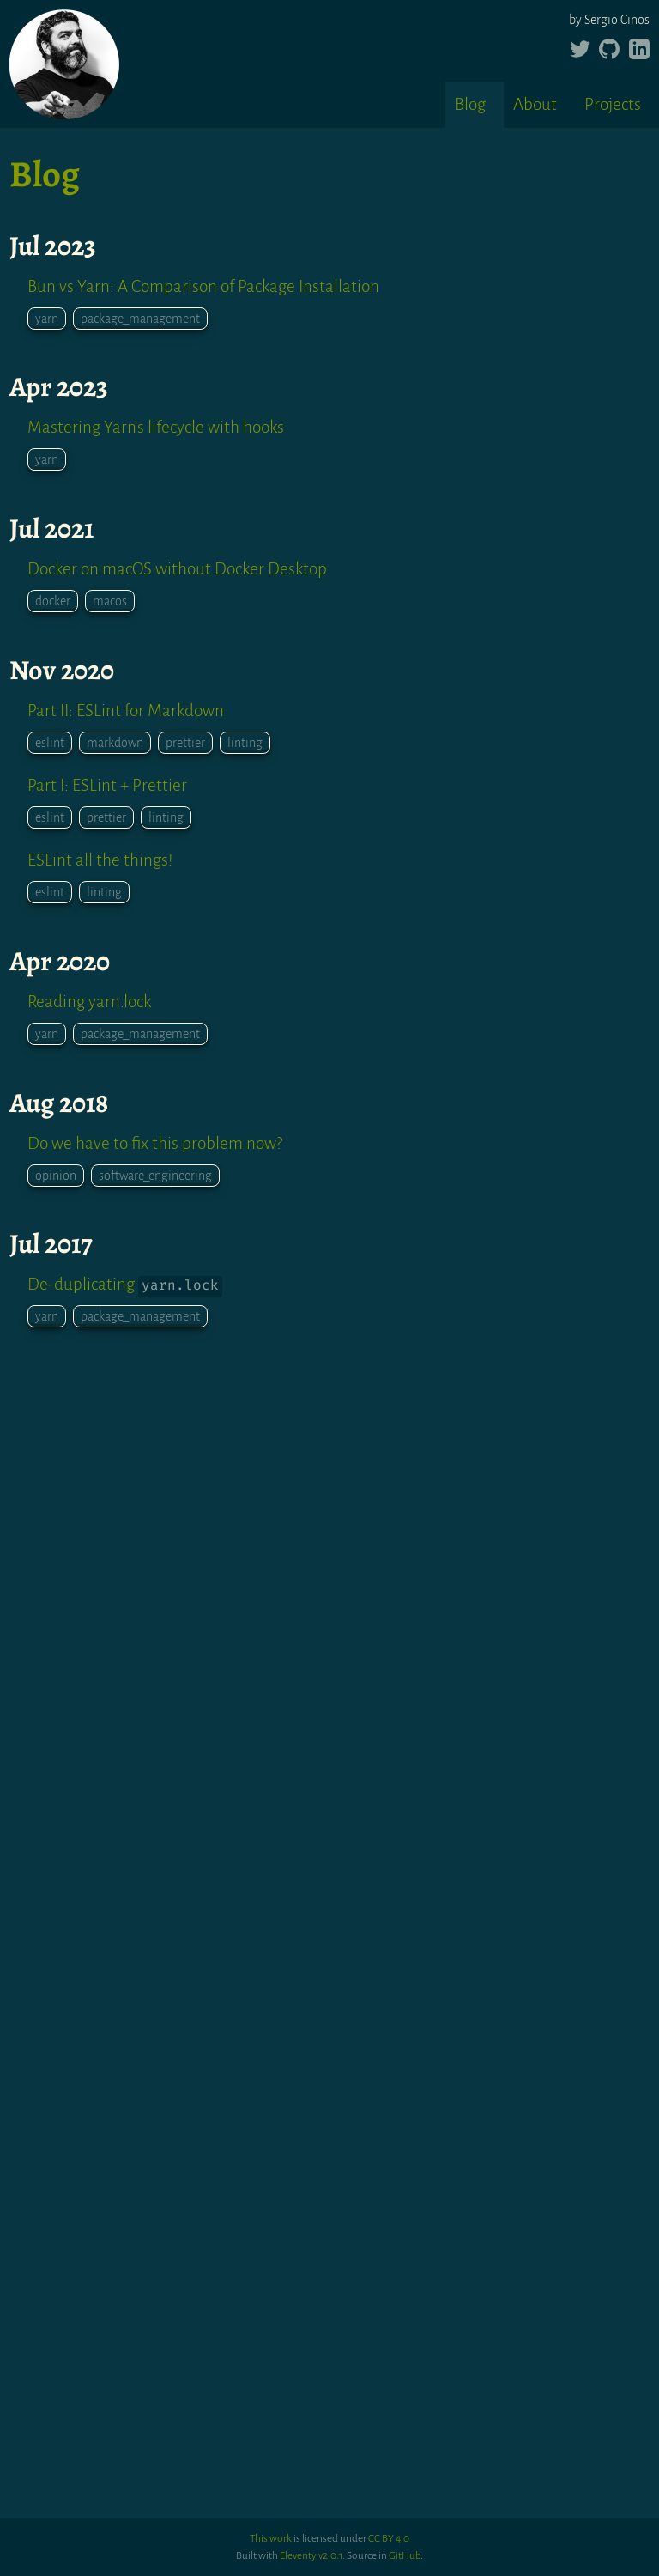 by Sergio Cinos
Blog About Projects
Blog
Jul 2023
Bun vs Yarn: A Comparison of Package Installation
yarn package_management
Apr 2023
Mastering Yarn's lifecycle with hooks
yarn
Jul 2021
Docker on macOS without Docker Desktop
docker macos
Nov 2020
Part II: ESLint for Markdown
eslint markdown prettier linting
Part I: ESLint + Prettier
eslint prettier linting
ESLint all the things!
eslint linting
Apr 2020
Reading yarn.lock
yarn package_management
Aug 2018
Do we have to fix this problem now?
opinion software_engineering
Jul 2017
De-duplicating yarn.lock
yarn package_management
This work is licensed under CC BY 4.0
Built with Eleventy v2.0.1. Source in GitHub.